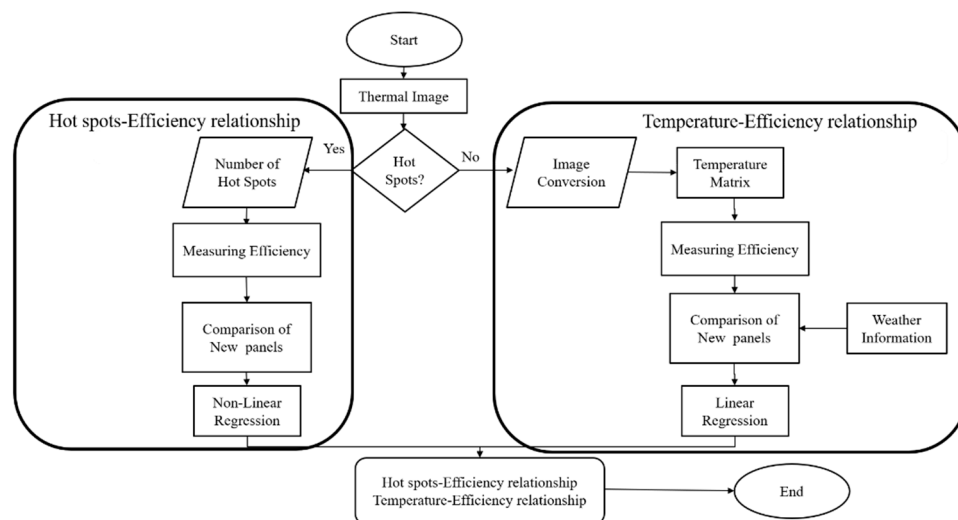 Start
Thermal Image
Hot spots-Efficiency relationship
Temperature-Efficiency relationship
Yes
Hot
Spots?
No
Number of
Hot Spots
Measuring Efficiency
Comparison of
New panels
Non-Linear
Regression
Image
Conversion
Temperature
Matrix
Measuring Efficiency
Comparison of
New panels
Weather
Information
Linear
Regression
Hot spots-Efficiency relationship
Temperature-Efficiency relationship
End